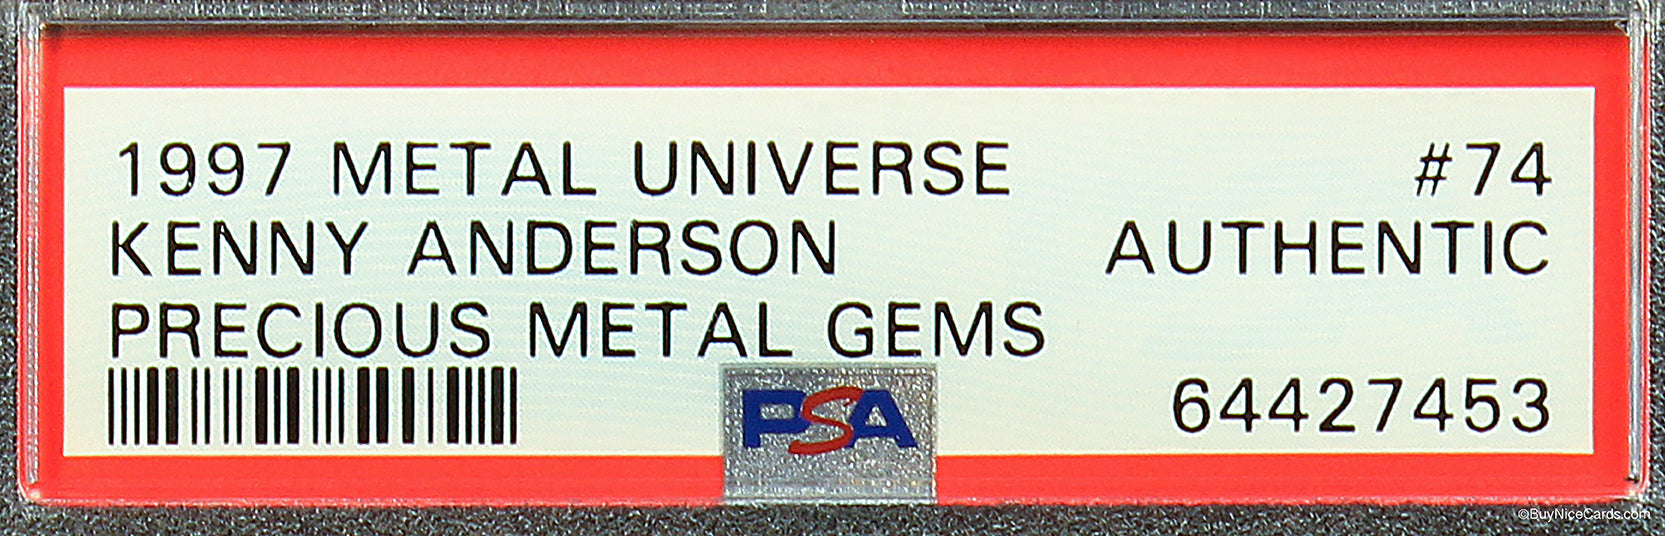 1997 METAL UNIVERSE #74
KENNY ANDERSON AUTHENTIC
PRECIOUS METAL GEMS
PSA 64427453
©BuyNiceCards.com